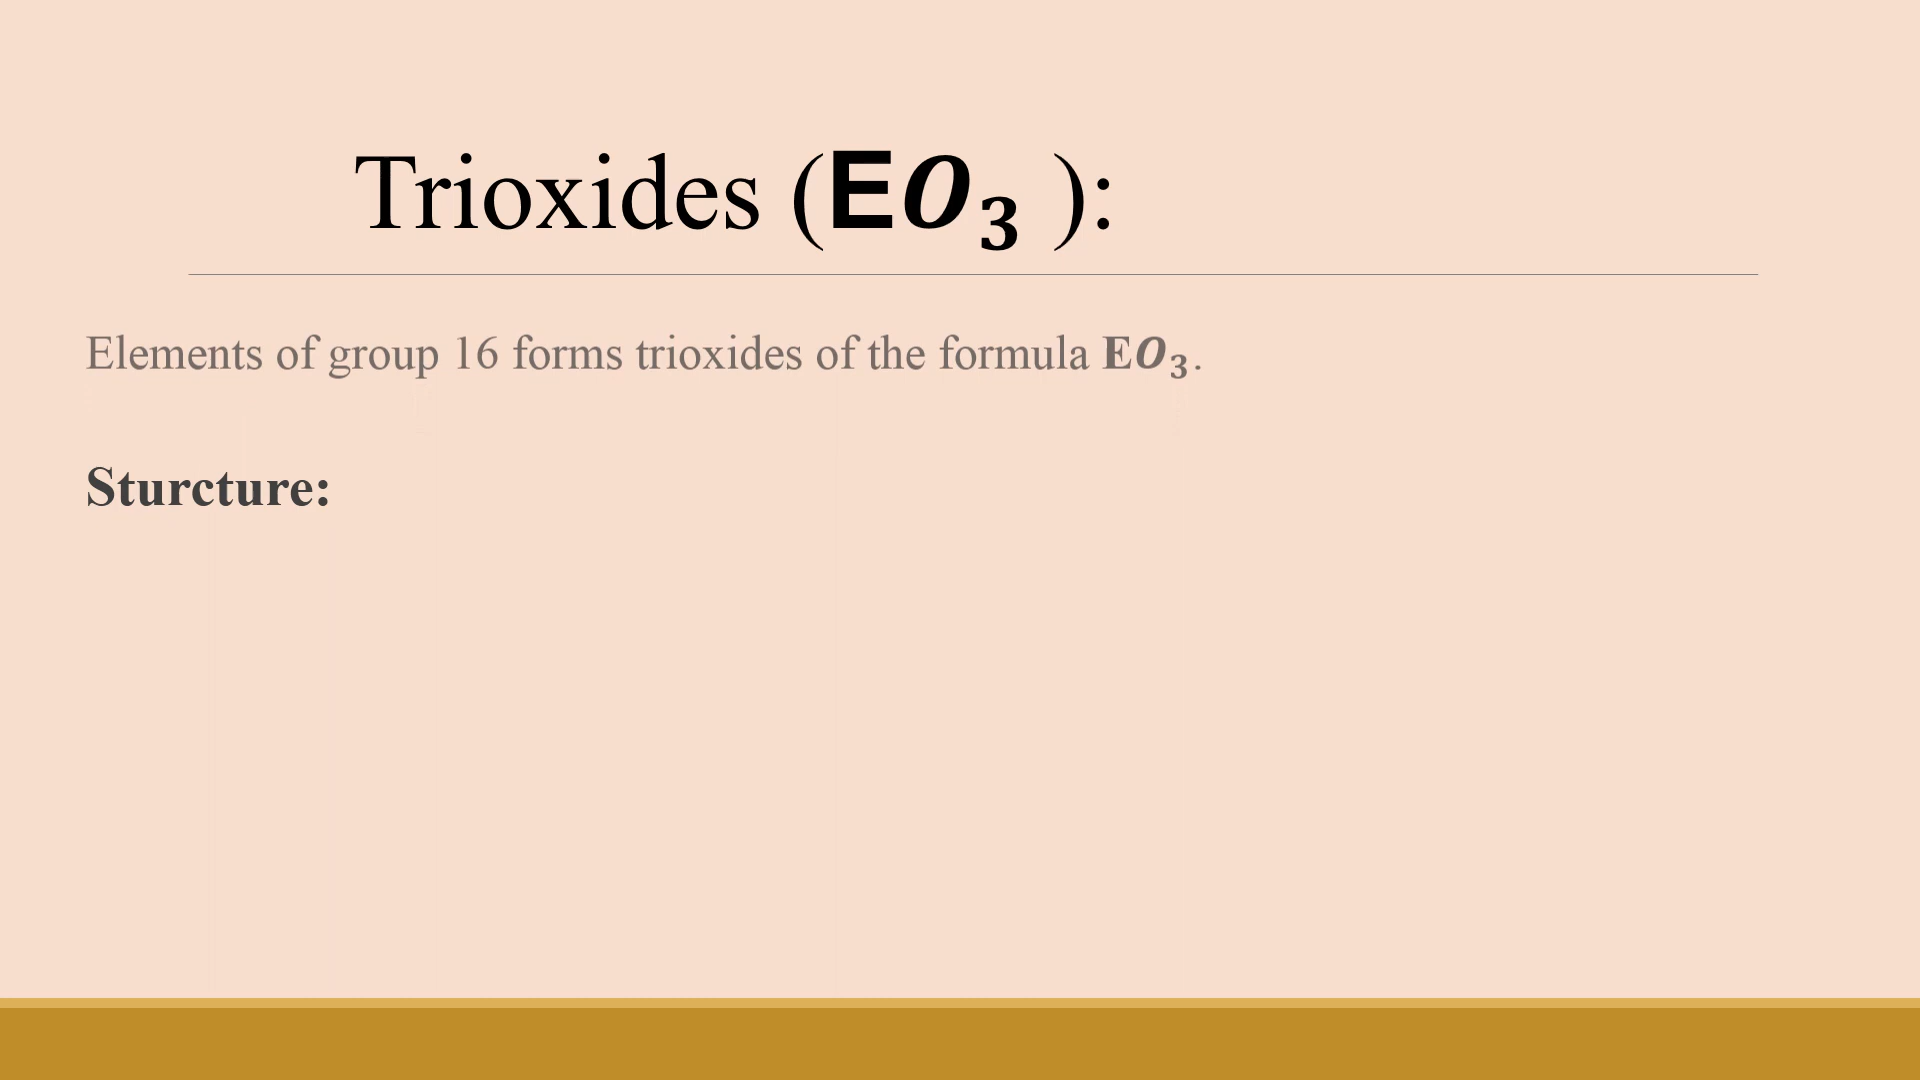 Trioxides (E𝑶₃ ):
Elements of group 16 forms trioxides of the formula E𝑶₃.
Sturcture: